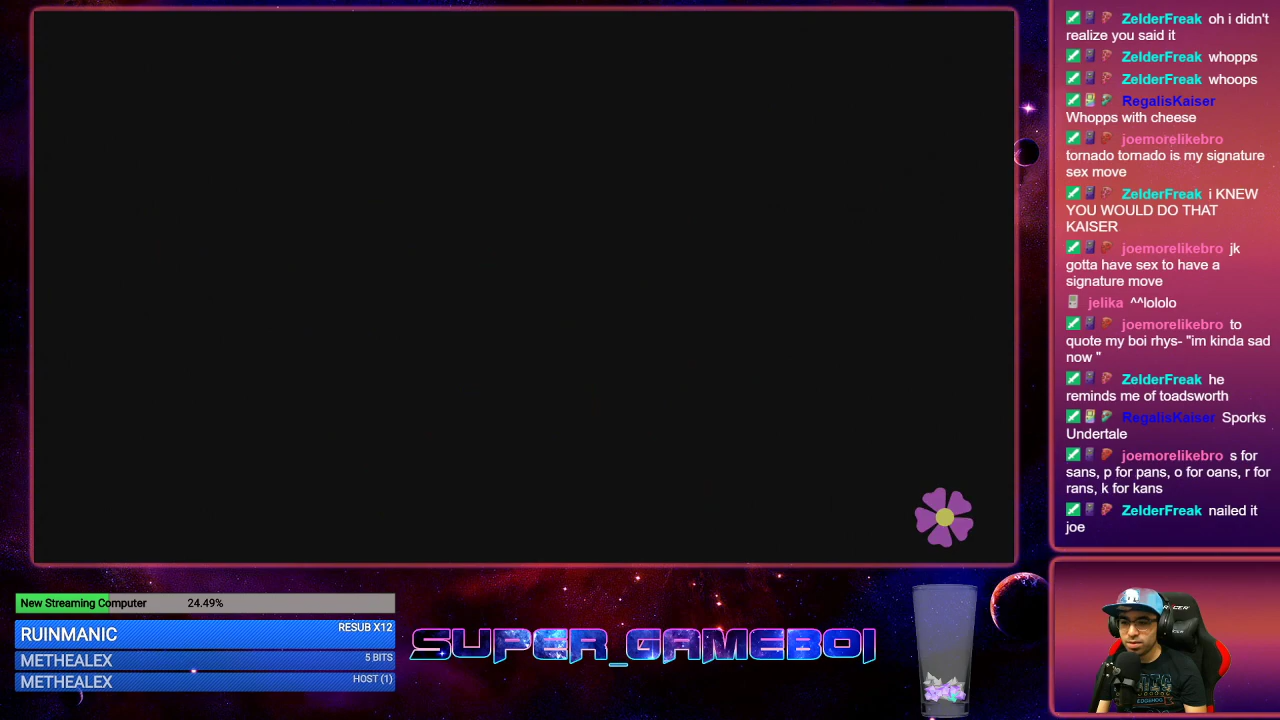 ZelderFreak oh i didn't
realize you said it
ZelderFreak whopps
ZelderFreak whoops
RegalisKaiser
Whopps with cheese
joemorelikebro
tornado tornado is my signature
sex move
ZelderFreak i KNEW
YOU WOULD DO THAT
KAISER
joemorelikebro jk
gotta have sex to have a
signature move
jelika ^^lololo
joemorelikebro to
quote my boi rhys- "im kinda sad
now "
ZelderFreak he
reminds me of toadsworth
RegalisKaiser Sporks
Undertale
joemorelikebro s for
sans, p for pans, o for oans, r for
rans, k for kans
ZelderFreak nailed it
joe
New Streaming Computer 24.49%
RUINMANIC RESUB X12
METHEALEX 5 BITS
METHEALEX HOST (1)
SUPER_GAMEBOI